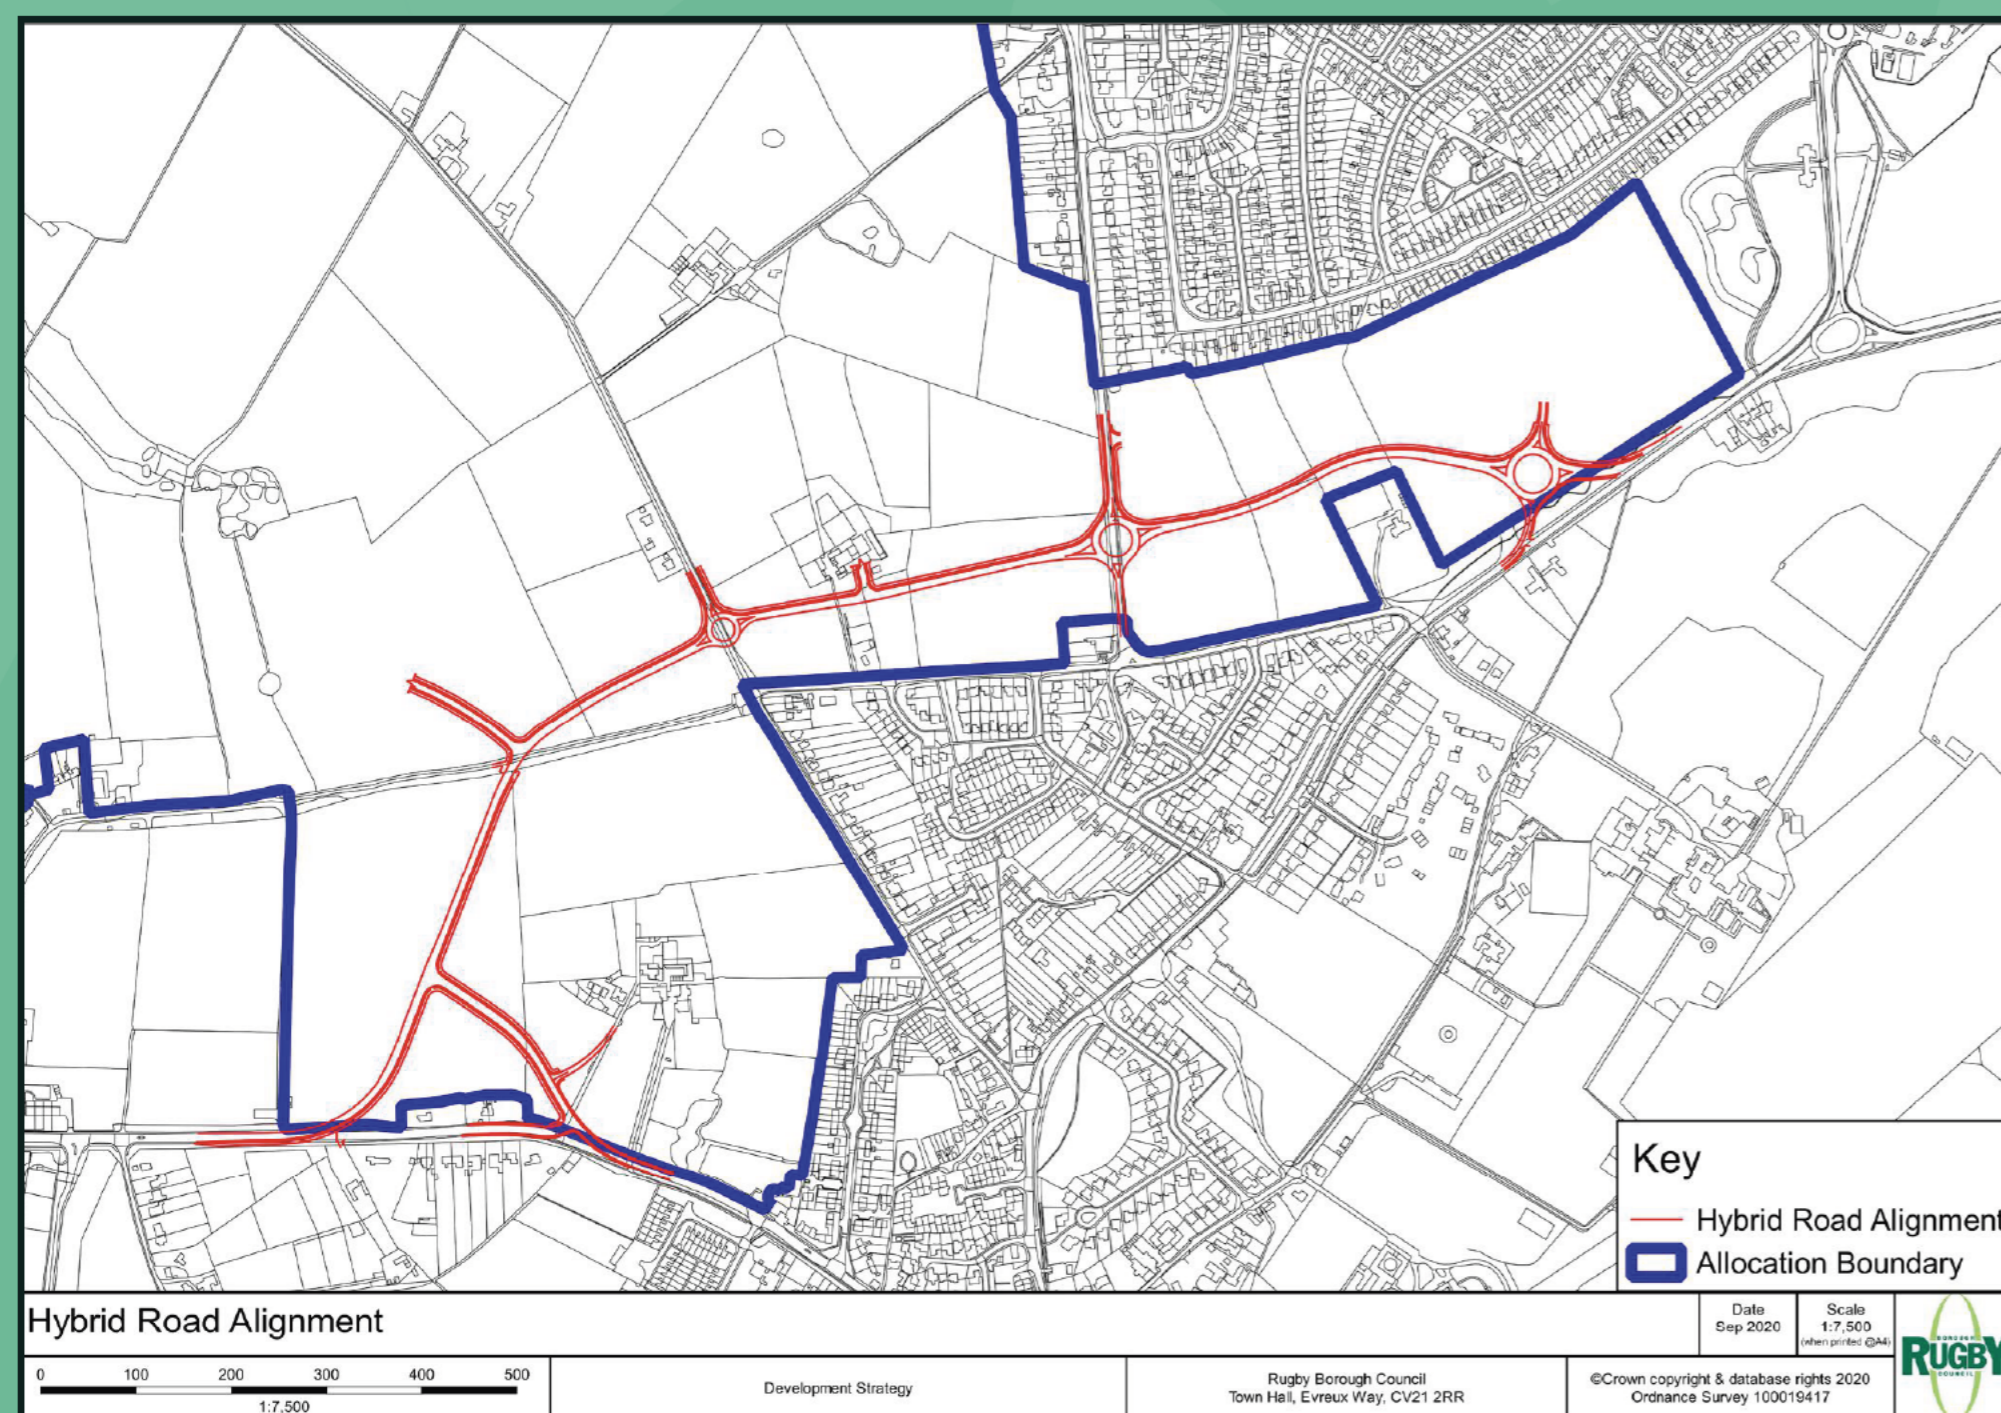 Key
Hybrid Road Alignment
Allocation Boundary
Hybrid Road Alignment
Date
Sep 2020
Scale
1:7,500
(when printed @A4)
0 100 200 300 400 500
1:7,500
Development Strategy
Rugby Borough Council
Town Hall, Evreux Way, CV21 2RR
©Crown copyright & database rights 2020
Ordnance Survey 100019417
BOROUGH
RUGBY
COUNCIL